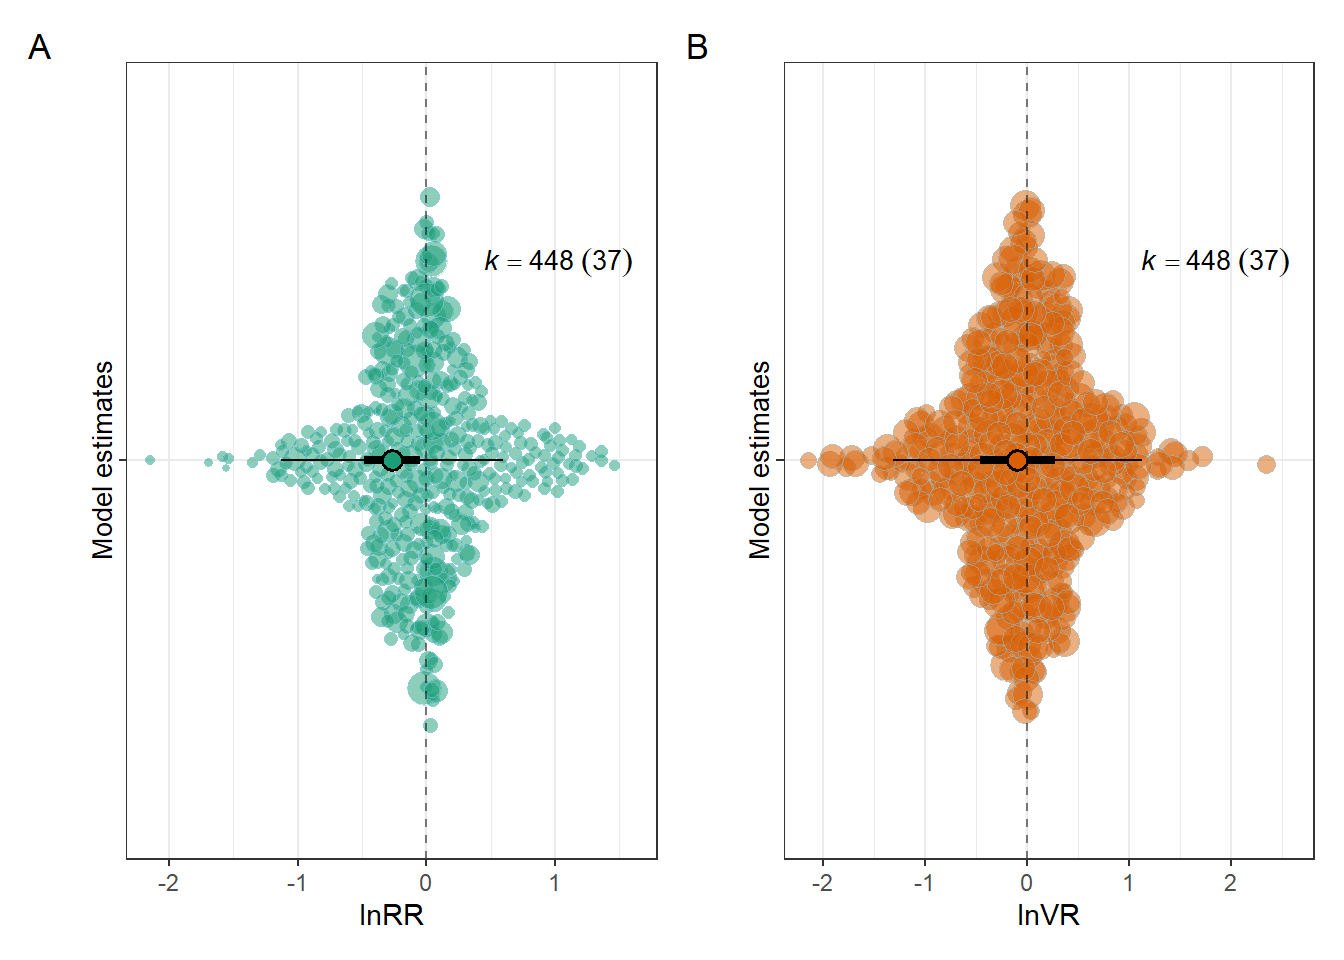 A
k = 448 (37)
Model estimates
-2 -1 0 1
lnRR
B
k = 448 (37)
Model estimates
-2 -1 0 1 2
lnVR